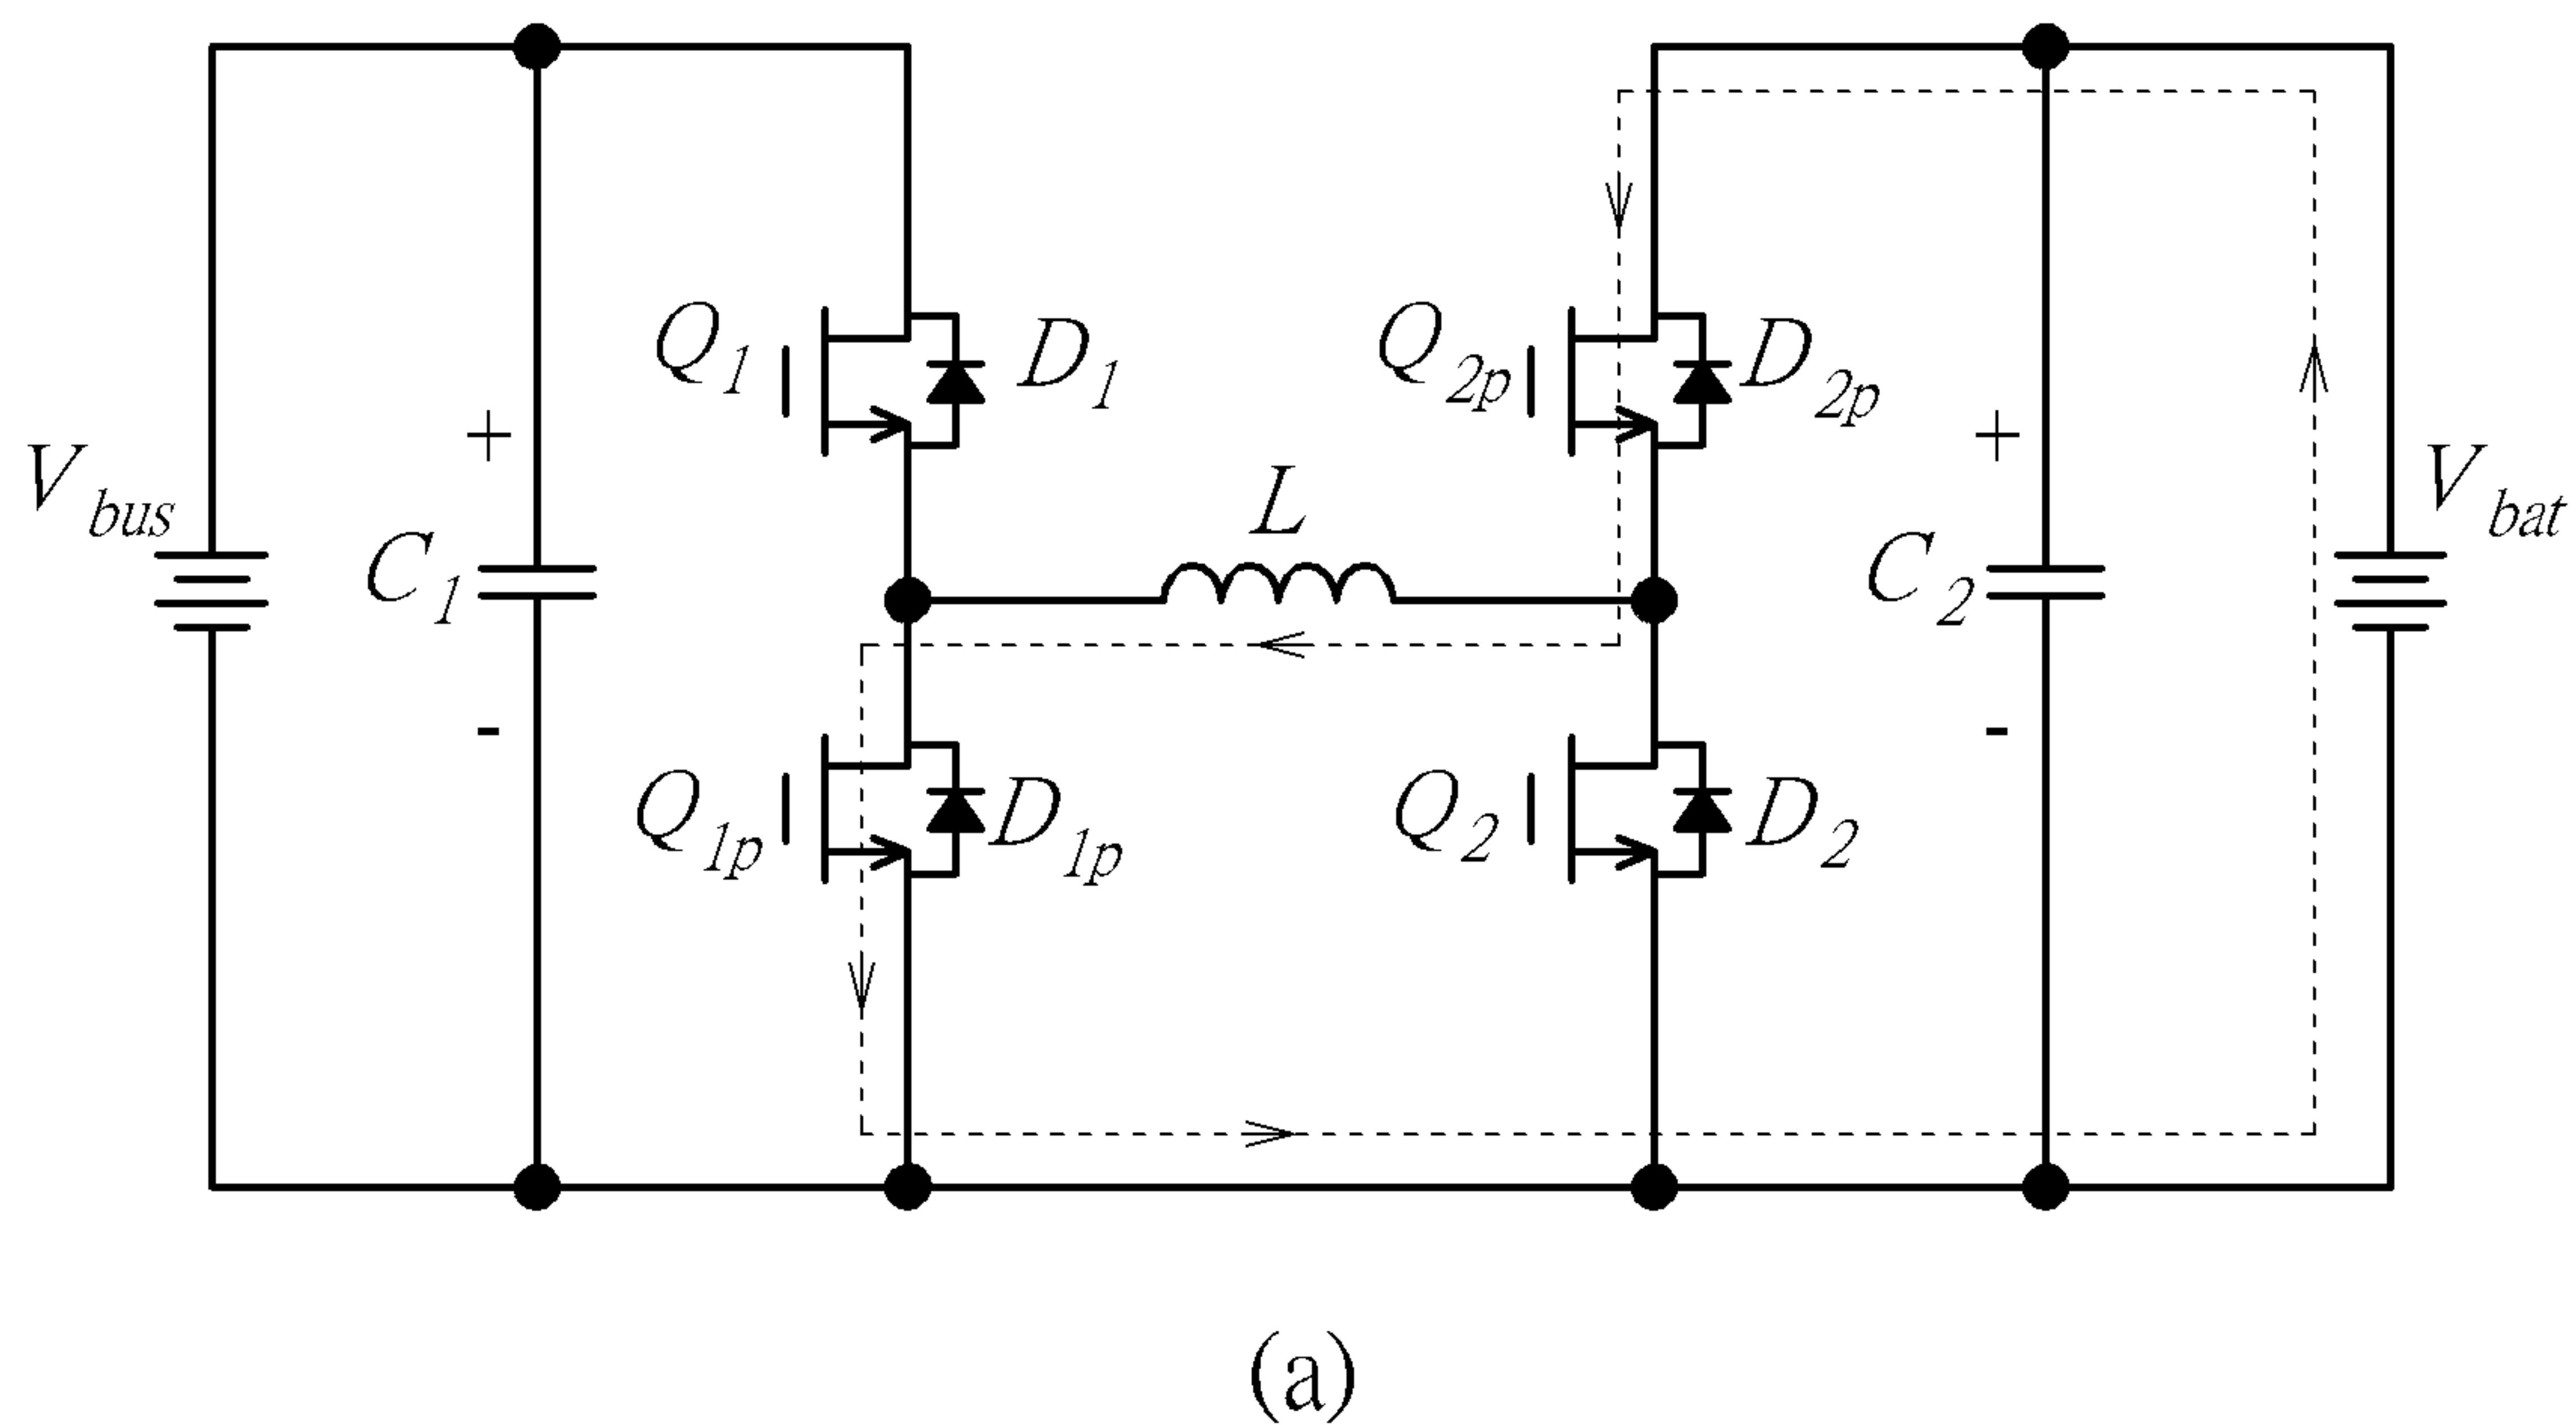 Q1 D1 Q2p D2p
+ +
Vbus C1 L C2 Vbat
- -
Q1p D1p Q2 D2
(a)